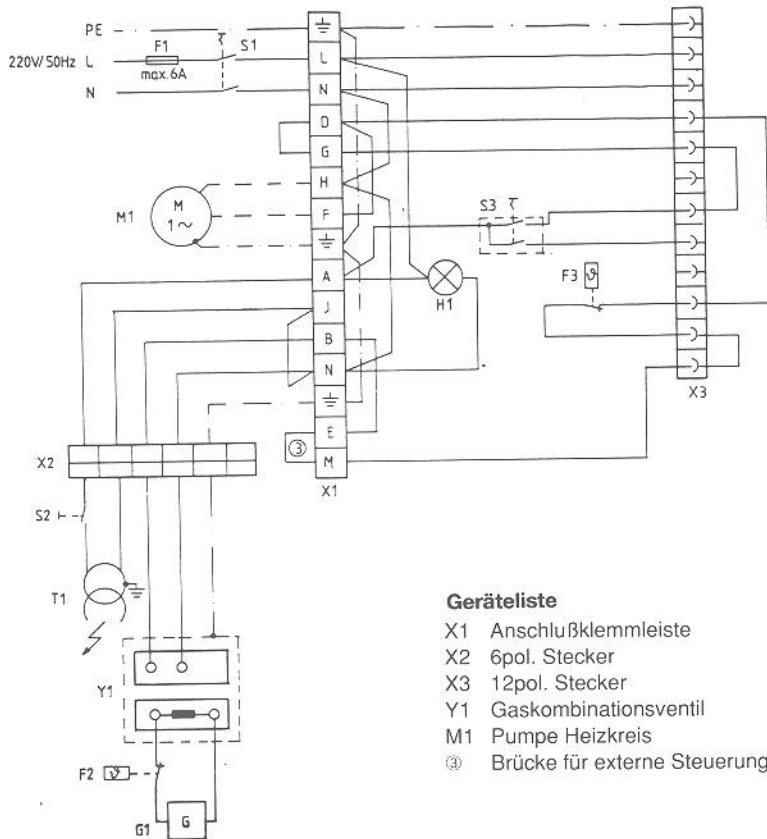 PE
F1
S1
220V/50Hz L
max.6A
N
⏚
L
N
D
G
H
F
⏚
A
J
B
N
⏚
E
M
X1
M1
M
1~
S3
F3
ϑ
H1
X3
③
X2
S2
T1
Y1
F2
ϑ
G1
G
Geräteliste
X1 Anschlußklemmleiste
X2 6pol. Stecker
X3 12pol. Stecker
Y1 Gaskombinationsventil
M1 Pumpe Heizkreis
③ Brücke für externe Steuerung